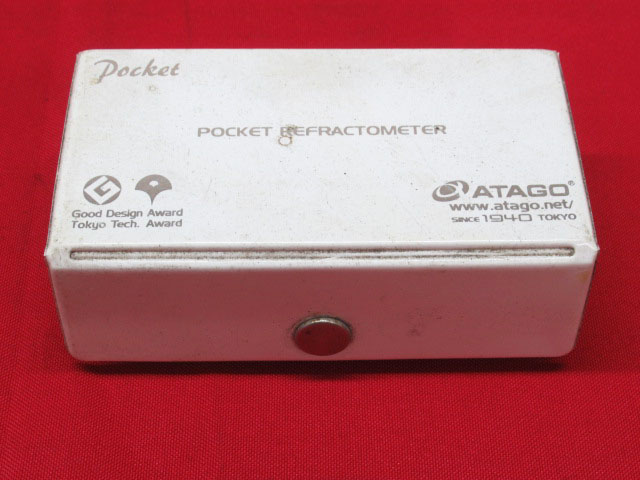 Pocket
POCKET REFRACTOMETER
Good Design Award
Tokyo Tech. Award
ATAGO®
www.atago.net/
SINCE 1940 TOKYO